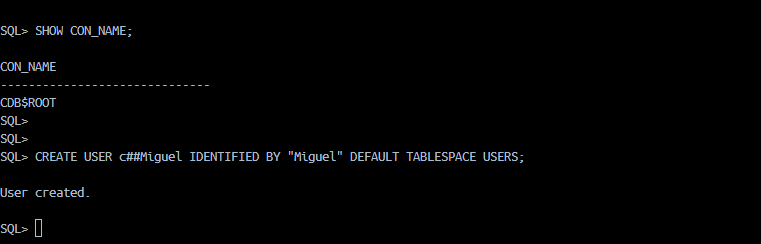 SQL> SHOW CON_NAME;
CON_NAME
------------------------------
CDB$ROOT
SQL>
SQL>
SQL> CREATE USER c##Miguel IDENTIFIED BY "Miguel" DEFAULT TABLESPACE USERS;
User created.
SQL>